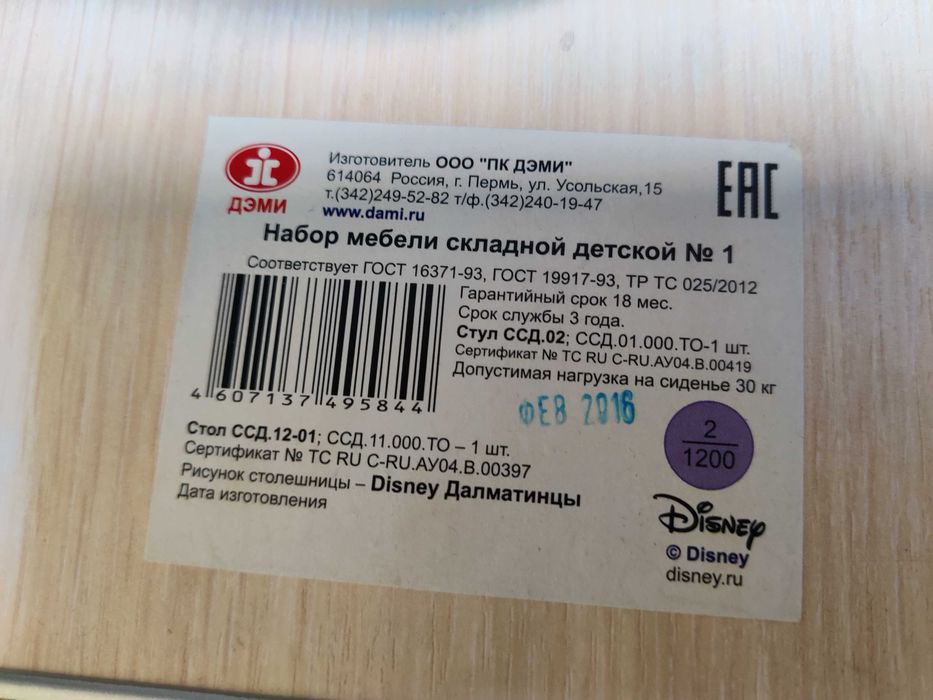 ДЭМИ
Изготовитель ООО "ПК ДЭМИ"
614064 Россия, г. Пермь, ул. Усольская,15
т.(342)249-52-82 т/ф.(342)240-19-47
www.dami.ru
EAC
Набор мебели складной детской № 1
Соответствует ГОСТ 16371-93, ГОСТ 19917-93, ТР ТС 025/2012
Гарантийный срок 18 мес.
Срок службы 3 года.
Стул ССД.02; ССД.01.000.ТО-1 шт.
Сертификат № ТС RU C-RU.АУ04.В.00419
Допустимая нагрузка на сиденье 30 кг
4 607137 495844
ФЕВ 2016
2
1200
Стол ССД.12-01; ССД.11.000.ТО – 1 шт.
Сертификат № ТС RU C-RU.АУ04.В.00397
Рисунок столешницы – Disney Далматинцы
Дата изготовления
Disney
© Disney
disney.ru